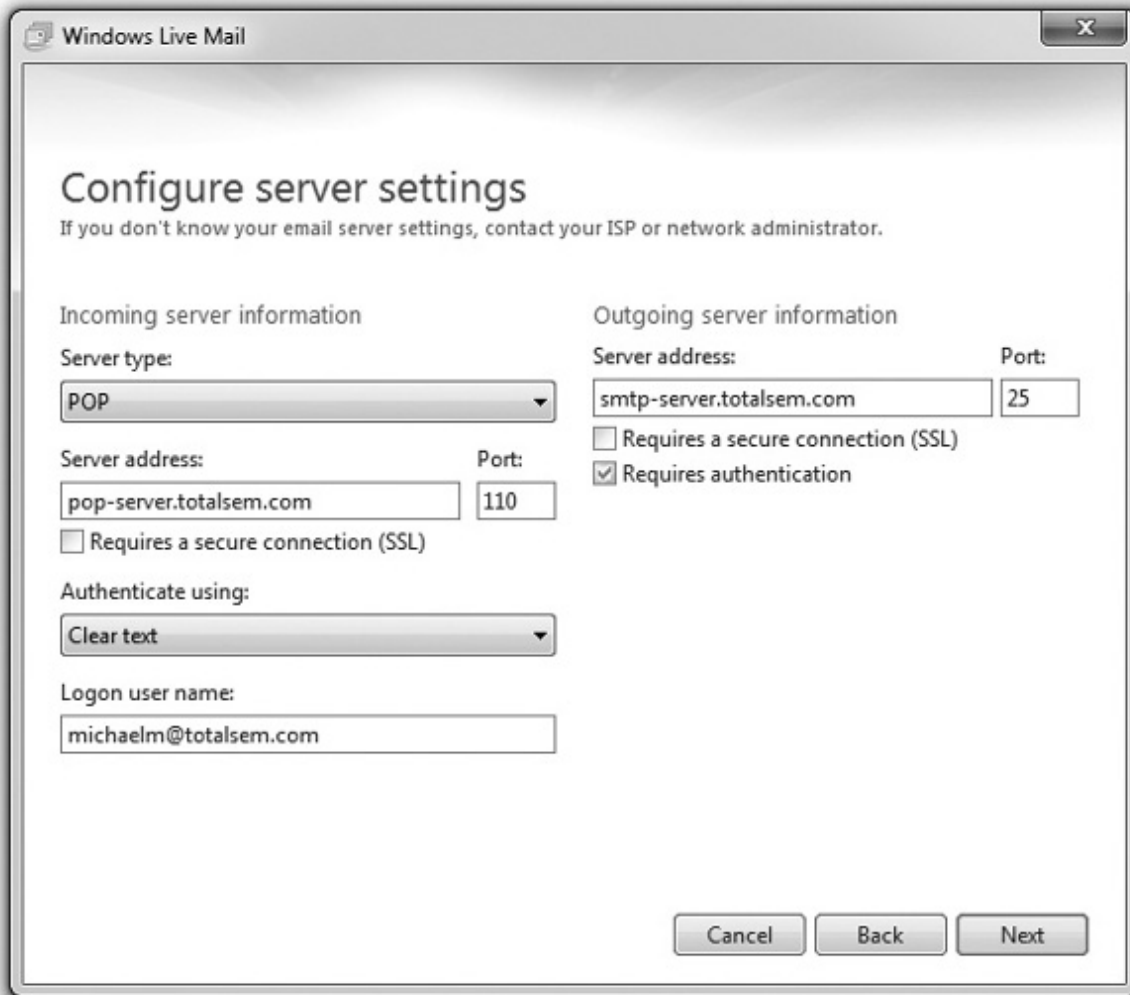 Windows Live Mail
Configure server settings
If you don't know your email server settings, contact your ISP or network administrator.
Incoming server information
Server type:
POP
Server address: Port:
pop-server.totalsem.com 110
Requires a secure connection (SSL)
Authenticate using:
Clear text
Logon user name:
michaelm@totalsem.com
Outgoing server information
Server address: Port:
smtp-server.totalsem.com 25
Requires a secure connection (SSL)
Requires authentication
Cancel Back Next